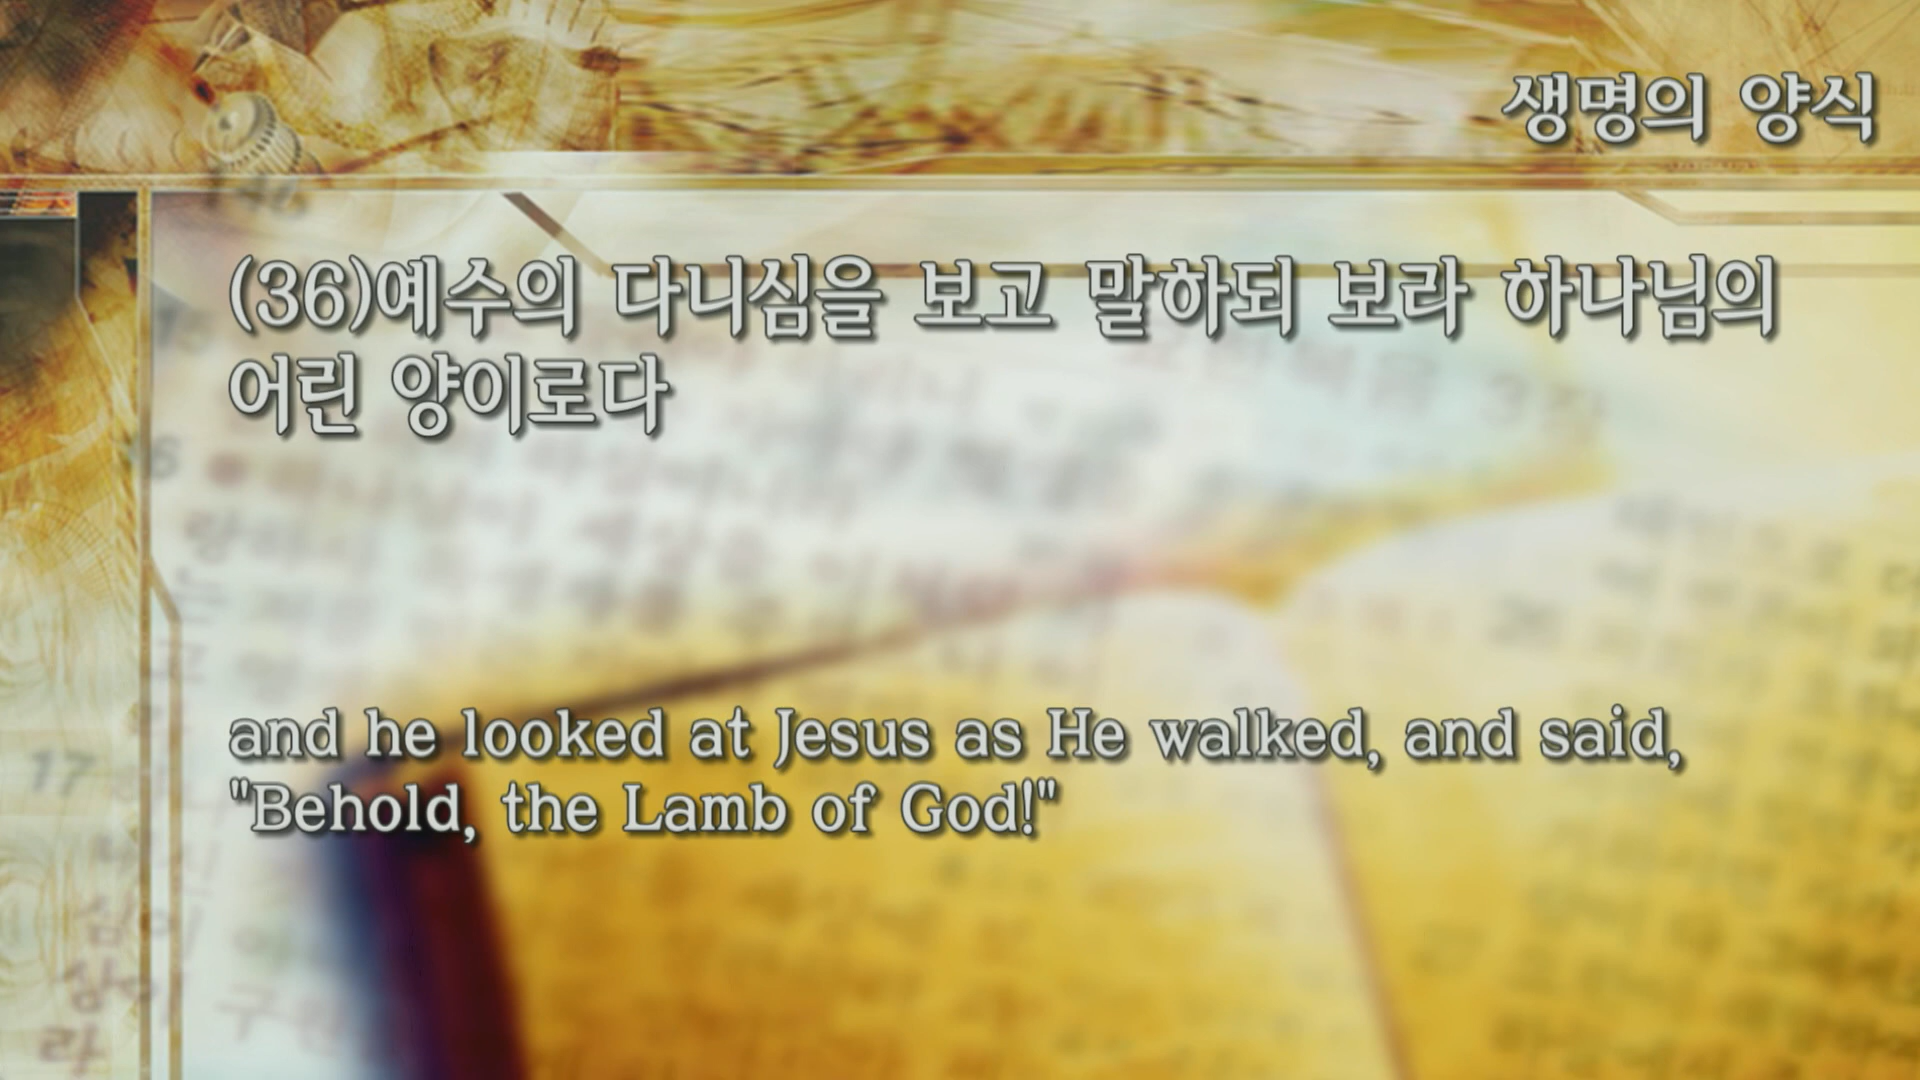 생명의 양식
(36)예수의 다니심을 보고 말하되 보라 하나님의
어린 양이로다
and he looked at Jesus as He walked, and said,
"Behold, the Lamb of God!"
17